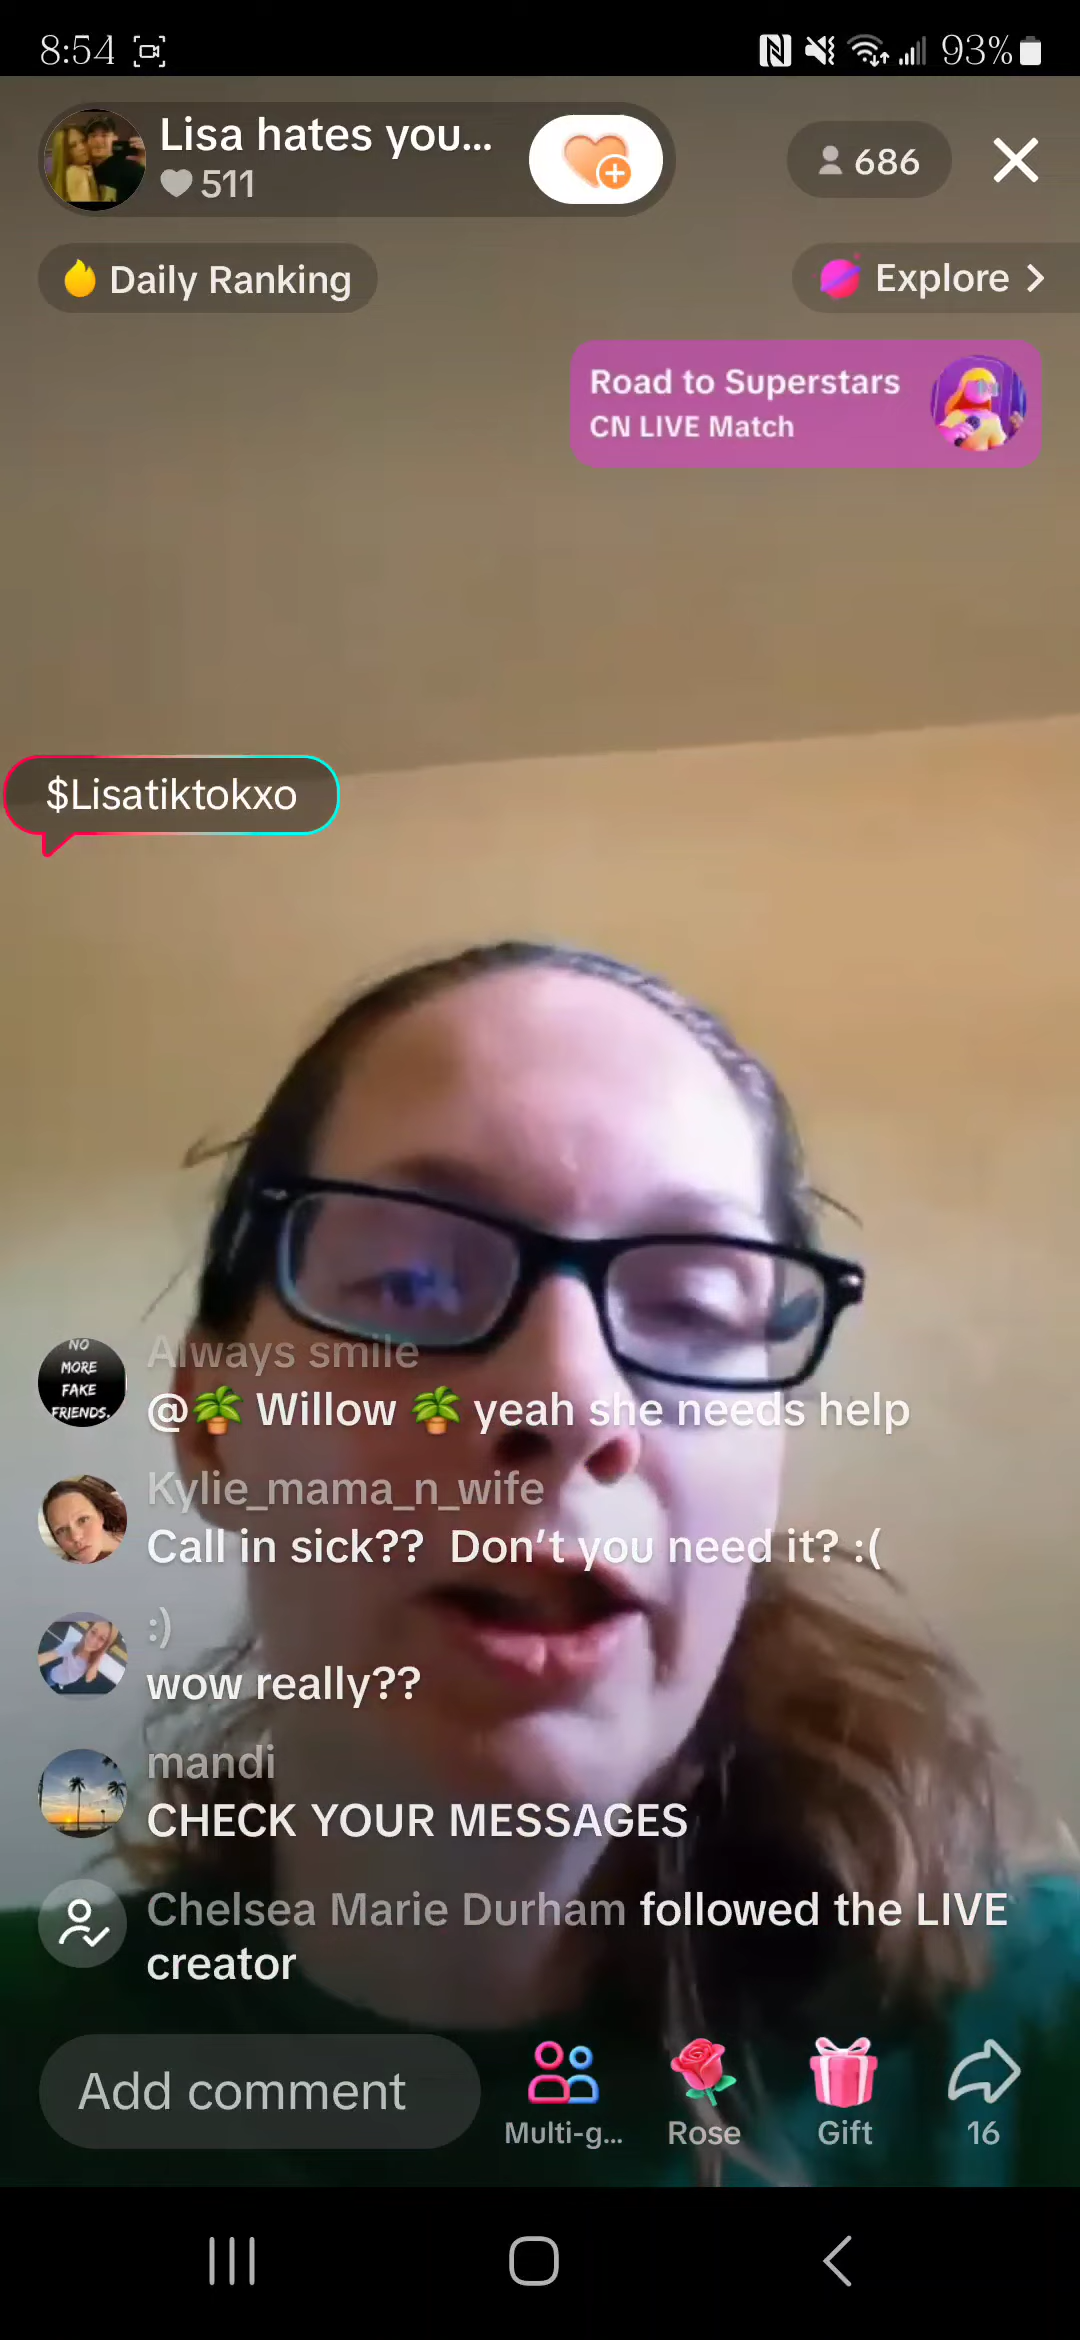 8:54
93%
Lisa hates you...
511
686
Daily Ranking
Explore
Road to Superstars
CN LIVE Match
$Lisatiktokxo
NO
MORE
FAKE
FRIENDS.
Always smile
@🪴 Willow 🪴 yeah she needs help
Kylie_mama_n_wife
Call in sick??  Don't you need it? :(
:)
wow really??
mandi
CHECK YOUR MESSAGES
Chelsea Marie Durham followed the LIVE
creator
Add comment
Multi-g...
Rose
Gift
16